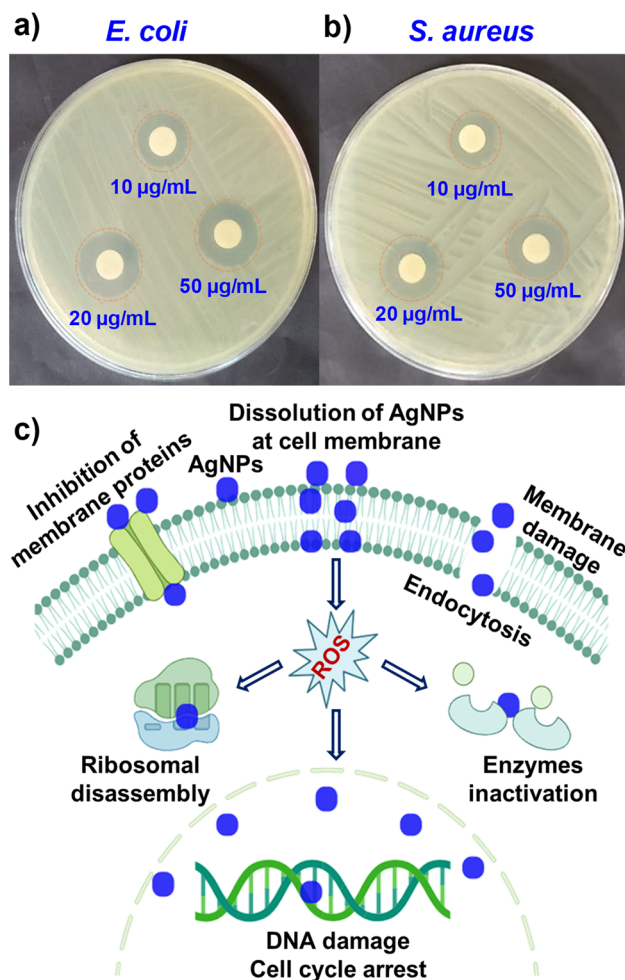 a)
E. coli
b)
S. aureus
10 µg/mL
50 µg/mL
20 µg/mL
10 µg/mL
50 µg/mL
20 µg/mL
c)
Dissolution of AgNPs
at cell membrane
Inhibition of
membrane proteins
AgNPs
Membrane
damage
Endocytosis
ROS
Ribosomal
disassembly
Enzymes
inactivation
DNA damage
Cell cycle arrest